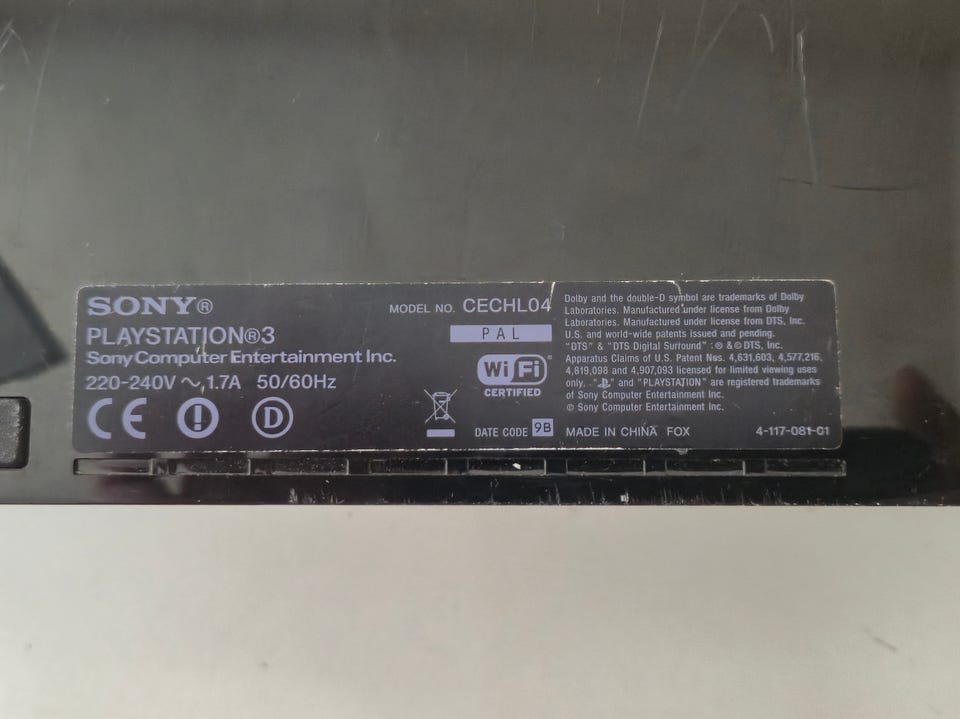 SONY®
PLAYSTATION®3
Sony Computer Entertainment Inc.
220-240V ~ 1.7A 50/60Hz
CE
D
MODEL NO. CECHL04
PAL
Wi Fi®
CERTIFIED
DATE CODE 9B
Dolby and the double-D symbol are trademarks of Dolby
Laboratories. Manufactured under license from Dolby
Laboratories. Manufactured under license from DTS, Inc.
U.S. and world-wide patents issued and pending.
"DTS" & "DTS Digital Surround" : ® & © DTS, Inc.
Apparatus Claims of U.S. Patent Nos. 4,631,603, 4,577,216,
4,819,098 and 4,907,093 licensed for limited viewing uses
only. " " and "PLAYSTATION" are registered trademarks
of Sony Computer Entertainment Inc.
© Sony Computer Entertainment Inc.
MADE IN CHINA FOX
4-117-081-01